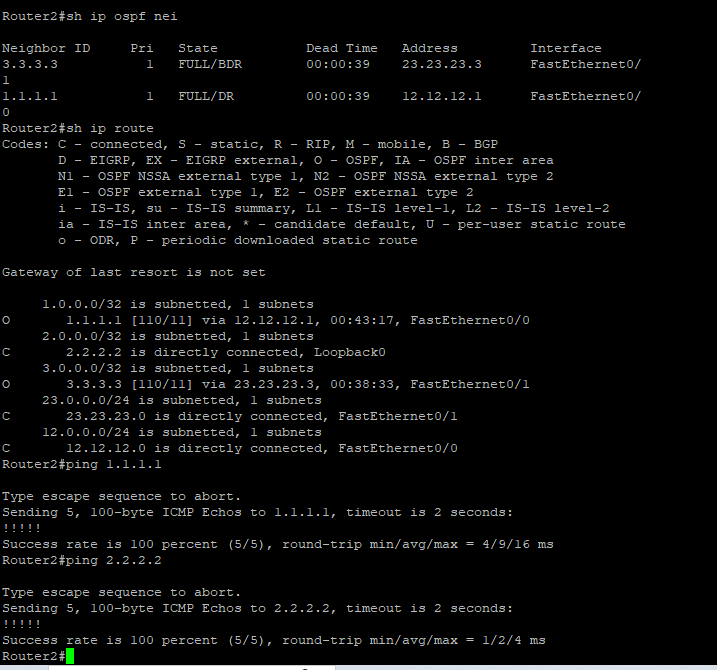 Router2#sh ip ospf nei
Neighbor ID     Pri   State           Dead Time   Address         Interface
3.3.3.3           1   FULL/BDR        00:00:39    23.23.23.3      FastEthernet0/
1
1.1.1.1           1   FULL/DR         00:00:39    12.12.12.1      FastEthernet0/
0
Router2#sh ip route
Codes: C - connected, S - static, R - RIP, M - mobile, B - BGP
       D - EIGRP, EX - EIGRP external, O - OSPF, IA - OSPF inter area
       N1 - OSPF NSSA external type 1, N2 - OSPF NSSA external type 2
       E1 - OSPF external type 1, E2 - OSPF external type 2
       i - IS-IS, su - IS-IS summary, L1 - IS-IS level-1, L2 - IS-IS level-2
       ia - IS-IS inter area, * - candidate default, U - per-user static route
       o - ODR, P - periodic downloaded static route
Gateway of last resort is not set
     1.0.0.0/32 is subnetted, 1 subnets
O       1.1.1.1 [110/11] via 12.12.12.1, 00:43:17, FastEthernet0/0
     2.0.0.0/32 is subnetted, 1 subnets
C       2.2.2.2 is directly connected, Loopback0
     3.0.0.0/32 is subnetted, 1 subnets
O       3.3.3.3 [110/11] via 23.23.23.3, 00:38:33, FastEthernet0/1
     23.0.0.0/24 is subnetted, 1 subnets
C       23.23.23.0 is directly connected, FastEthernet0/1
     12.0.0.0/24 is subnetted, 1 subnets
C       12.12.12.0 is directly connected, FastEthernet0/0
Router2#ping 1.1.1.1
Type escape sequence to abort.
Sending 5, 100-byte ICMP Echos to 1.1.1.1, timeout is 2 seconds:
!!!!!
Success rate is 100 percent (5/5), round-trip min/avg/max = 4/9/16 ms
Router2#ping 2.2.2.2
Type escape sequence to abort.
Sending 5, 100-byte ICMP Echos to 2.2.2.2, timeout is 2 seconds:
!!!!!
Success rate is 100 percent (5/5), round-trip min/avg/max = 1/2/4 ms
Router2#